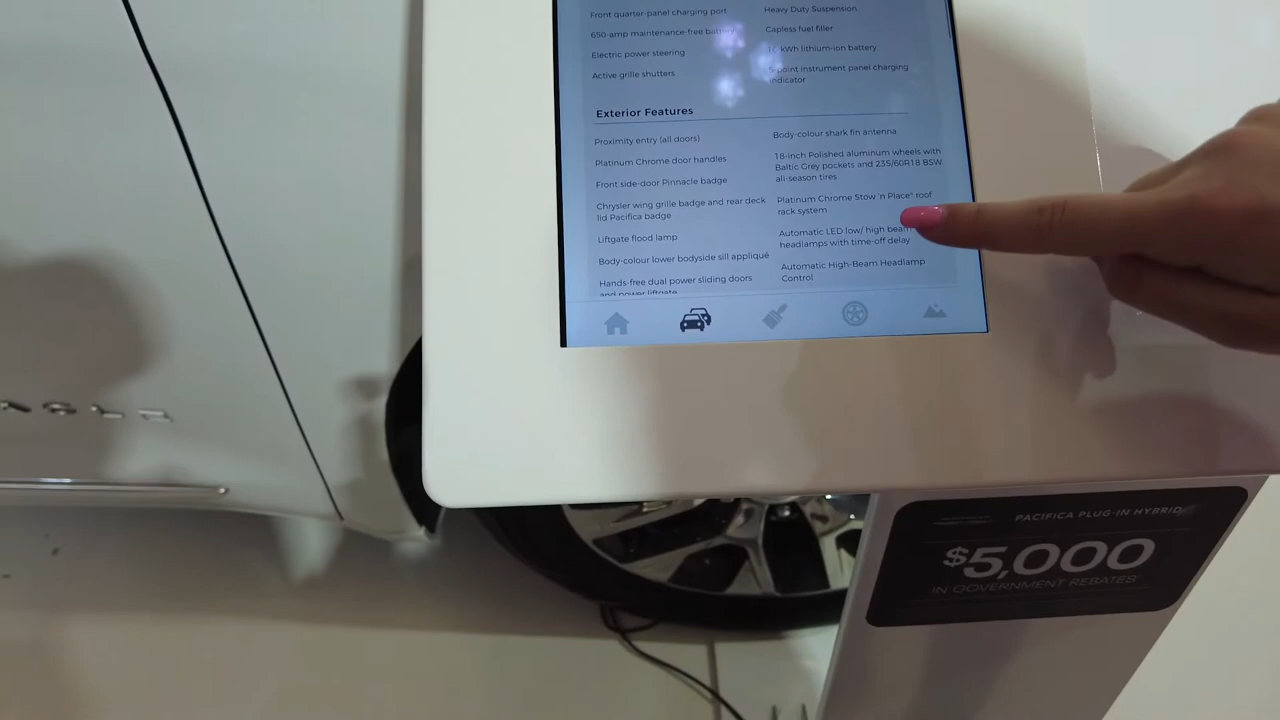 Front quarter-panel charging port
650-amp maintenance-free battery
Electric power steering
Active grille shutters
Heavy Duty Suspension
Capless fuel filler
kWh lithium-ion battery
5-point instrument panel charging
indicator
Exterior Features
Proximity entry (all doors)
Platinum Chrome door handles
Front side-door Pinnacle badge
Chrysler wing grille badge and rear deck
lid Pacifica badge
Liftgate flood lamp
Body-colour lower bodyside sill appliqué
Hands-free dual power sliding doors
and power liftgate
Body-colour shark fin antenna
18-inch Polished aluminum wheels with
Baltic Grey pockets and 235/60R18 BSW
all-season tires
Platinum Chrome Stow 'n Place® roof
rack system
Automatic LED low/ high beam
headlamps with time-off delay
Automatic High-Beam Headlamp
Control
PACIFICA PLUG-IN HYBRID
$5,000
IN GOVERNMENT REBATES